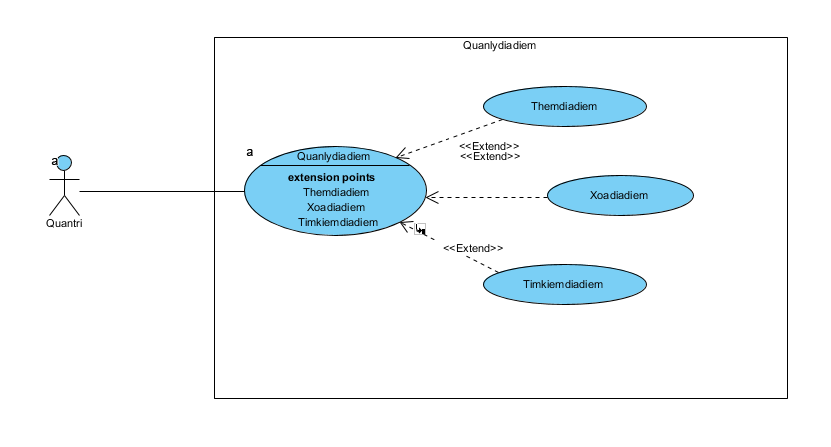 Quanlydiadiem
Themdiadiem
<<Extend>>
<<Extend>>
a
Quanlydiadiem
extension points
Themdiadiem
Xoadiadiem
Timkiemdiadiem
a
Quantri
Xoadiadiem
<<Extend>>
Timkiemdiadiem